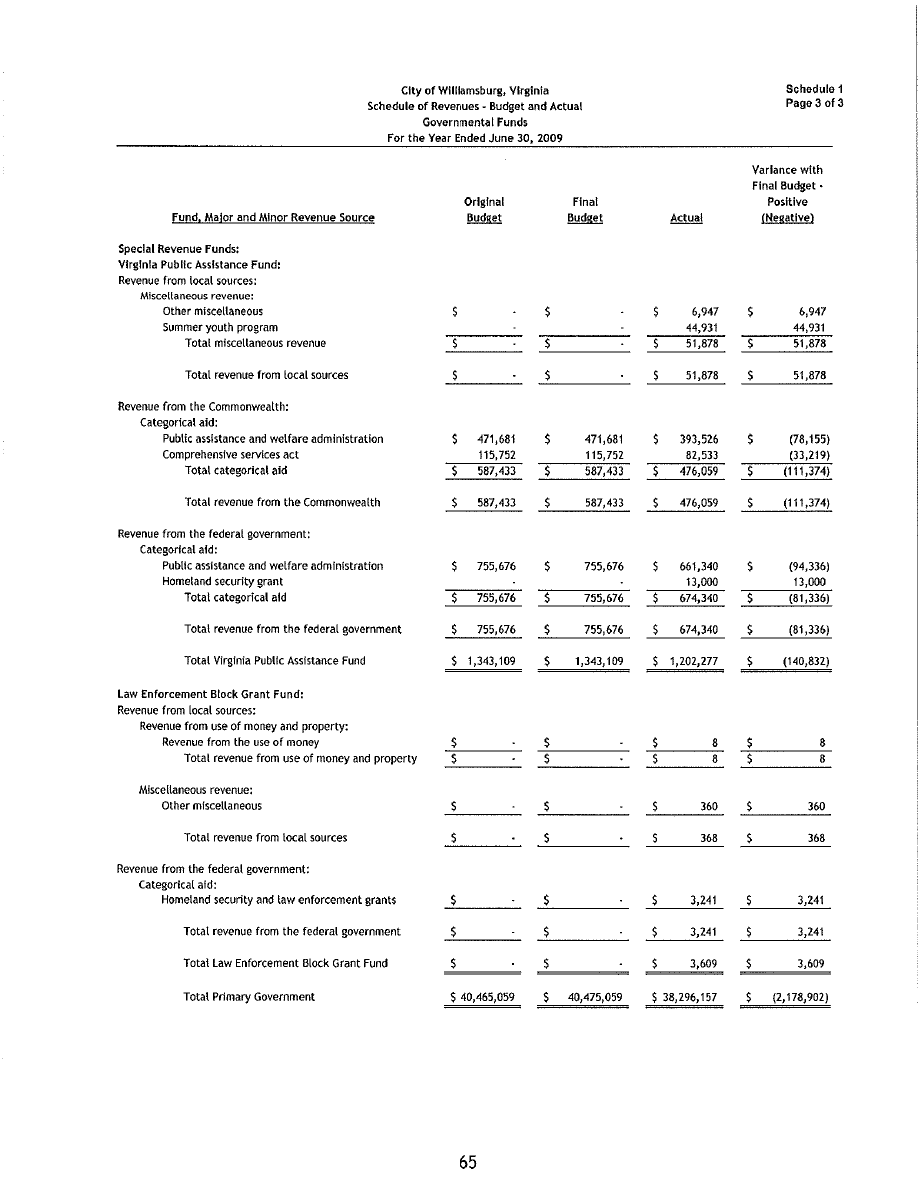 City of Williamsburg, Virginia Schedule 1
Schedule of Revenues - Budget and Actual Page 3 of 3
Governmental Funds
For the Year Ended June 30, 2009
Variance with
Final Budget -
Original Final Positive
Fund, Major and Minor Revenue Source Budget Budget Actual (Negative)
Special Revenue Funds:
Virginia Public Assistance Fund:
Revenue from local sources:
Miscellaneous revenue:
Other miscellaneous $ - $ - $ 6,947 $ 6,947
Summer youth program - - 44,931 44,931
Total miscellaneous revenue $ - $ - $ 51,878 $ 51,878
Total revenue from local sources $ - $ - $ 51,878 $ 51,878
Revenue from the Commonwealth:
Categorical aid:
Public assistance and welfare administration $ 471,681 $ 471,681 $ 393,526 $ (78,155)
Comprehensive services act 115,752 115,752 82,533 (33,219)
Total categorical aid $ 587,433 $ 587,433 $ 476,059 $ (111,374)
Total revenue from the Commonwealth $ 587,433 $ 587,433 $ 476,059 $ (111,374)
Revenue from the federal government:
Categorical aid:
Public assistance and welfare administration $ 755,676 $ 755,676 $ 661,340 $ (94,336)
Homeland security grant - - 13,000 13,000
Total categorical aid $ 755,676 $ 755,676 $ 674,340 $ (81,336)
Total revenue from the federal government $ 755,676 $ 755,676 $ 674,340 $ (81,336)
Total Virginia Public Assistance Fund $ 1,343,109 $ 1,343,109 $ 1,202,277 $ (140,832)
Law Enforcement Block Grant Fund:
Revenue from local sources:
Revenue from use of money and property:
Revenue from the use of money $ - $ - $ 8 $ 8
Total revenue from use of money and property $ - $ - $ 8 $ 8
Miscellaneous revenue:
Other miscellaneous $ - $ - $ 360 $ 360
Total revenue from local sources $ - $ - $ 368 $ 368
Revenue from the federal government:
Categorical aid:
Homeland security and law enforcement grants $ - $ - $ 3,241 $ 3,241
Total revenue from the federal government $ - $ - $ 3,241 $ 3,241
Total Law Enforcement Block Grant Fund $ - $ - $ 3,609 $ 3,609
Total Primary Government $ 40,465,059 $ 40,475,059 $ 38,296,157 $ (2,178,902)
65